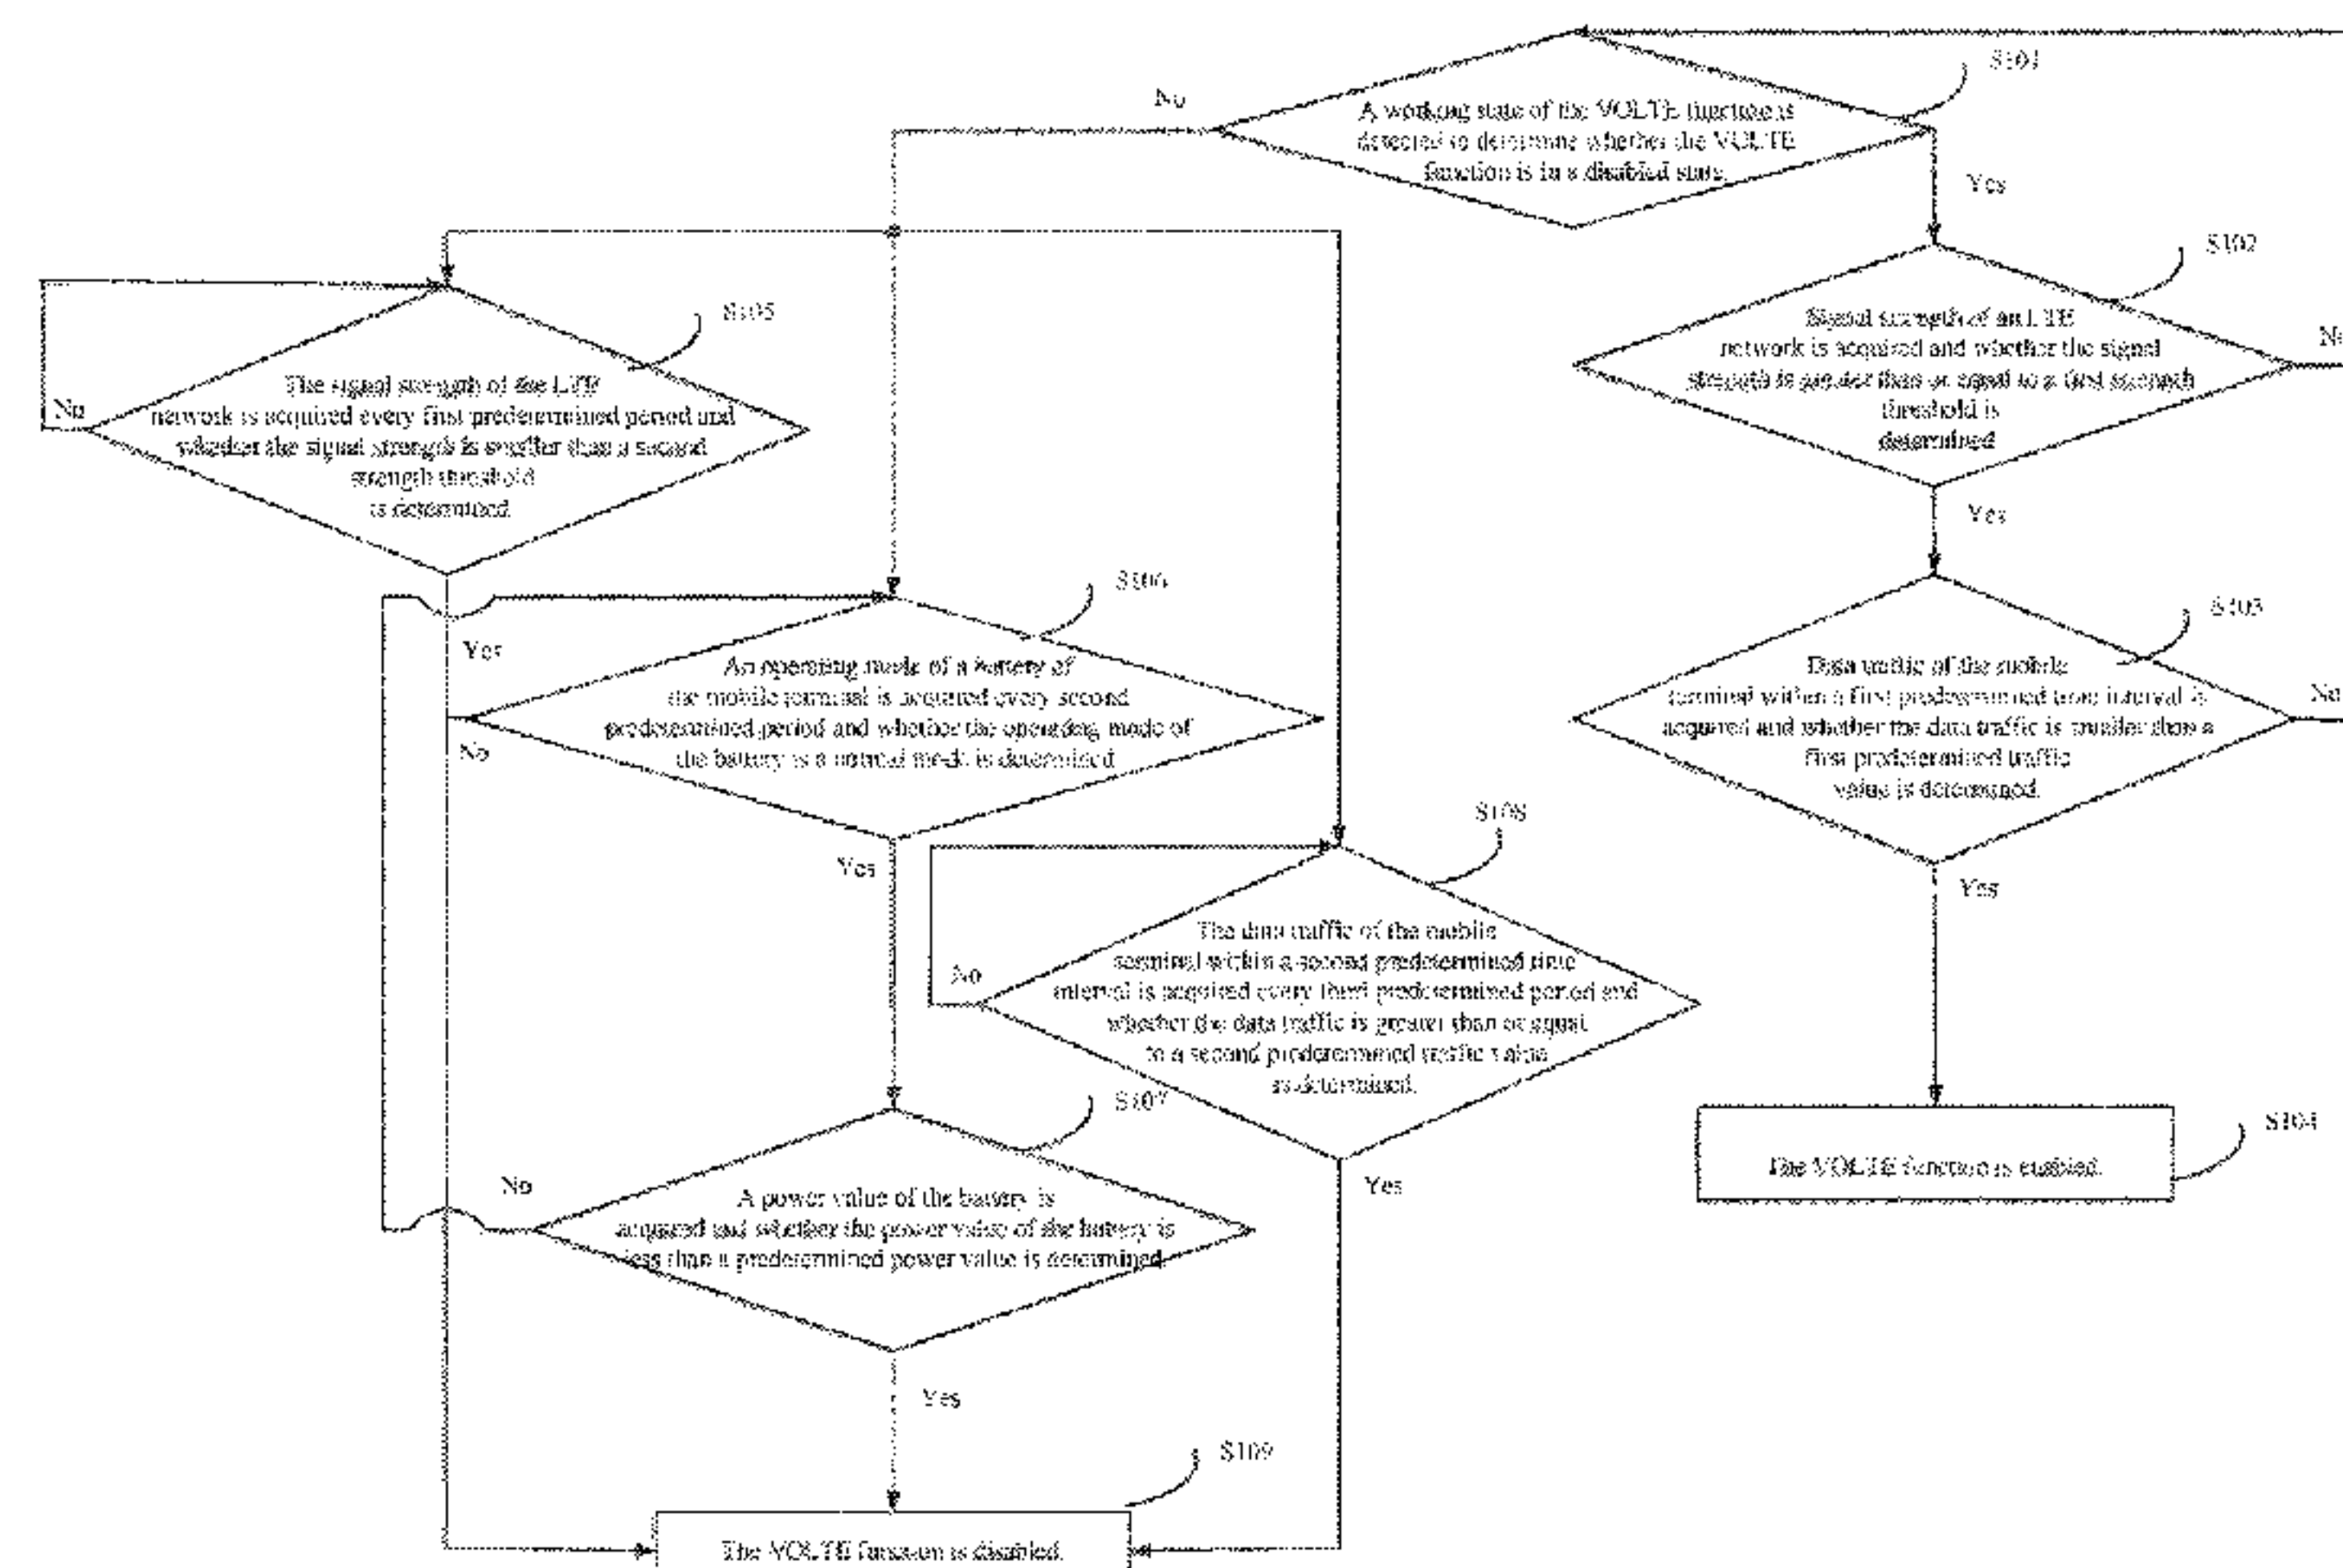 S101
No
A working state of the VOLTE function is
detected to determine whether the VOLTE
function is in a disabled state.
Yes
S102
Signal strength of an LTE
network is acquired and whether the signal
strength is greater than or equal to a first strength
threshold is
determined
No
Yes
S105
The signal strength of the LTE
network is acquired every first predetermined period and
whether the signal strength is smaller than a second
strength threshold
is determined
No
Yes
S103
Data traffic of the mobile
terminal within a first predetermined time interval is
acquired and whether the data traffic is smaller than a
first predetermined traffic
value is determined.
No
Yes
S106
An operating mode of a battery of
the mobile terminal is acquired every second
predetermined period and whether the operating mode of
the battery is a normal mode is determined
No
Yes
S108
The data traffic of the mobile
terminal within a second predetermined time
interval is acquired every third predetermined period and
whether the data traffic is greater than or equal
to a second predetermined traffic value
is determined.
No
Yes
S107
A power value of the battery is
acquired and whether the power value of the battery is
less than a predetermined power value is determined.
No
Yes
S104
The VOLTE function is enabled.
S109
The VOLTE function is disabled.